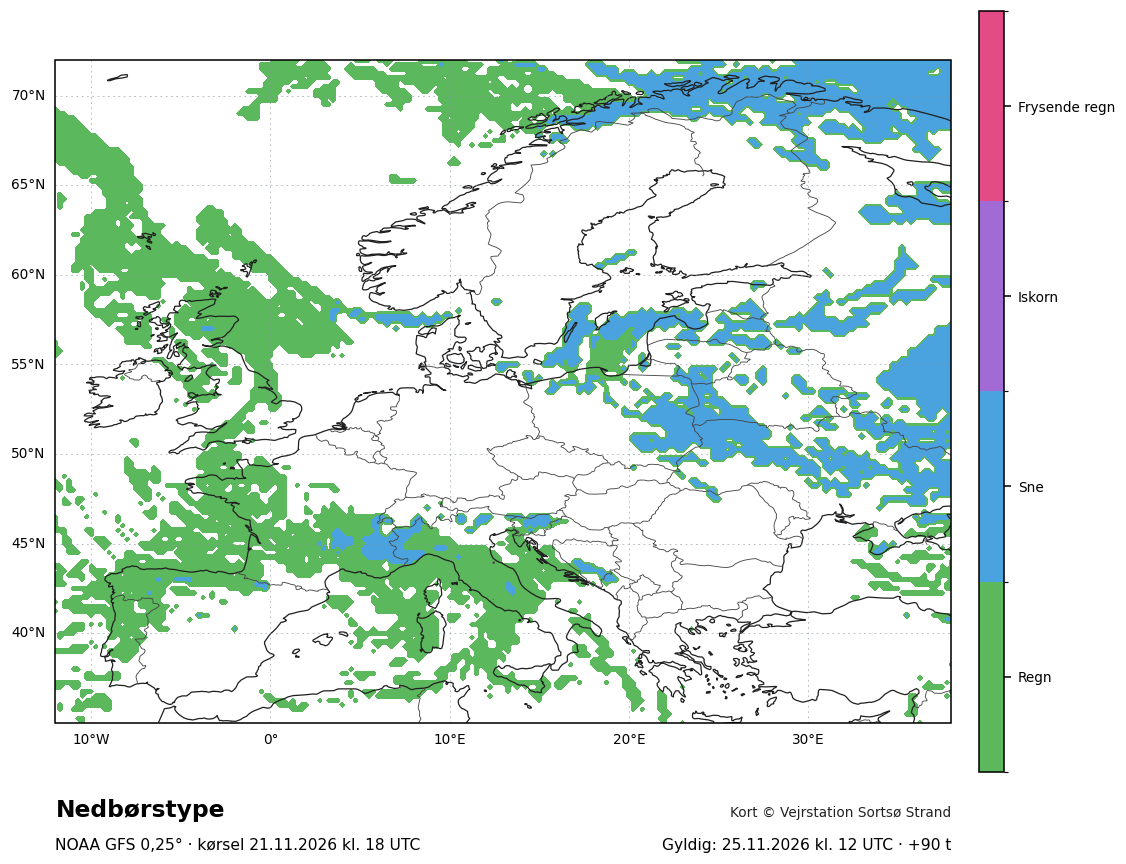 70°N
65°N
60°N
55°N
50°N
45°N
40°N
10°W
0°
10°E
20°E
30°E
Frysende regn
Iskorn
Sne
Regn
Nedbørstype
Kort © Vejrstation Sortsø Strand
NOAA GFS 0,25° · kørsel 21.11.2026 kl. 18 UTC
Gyldig: 25.11.2026 kl. 12 UTC · +90 t